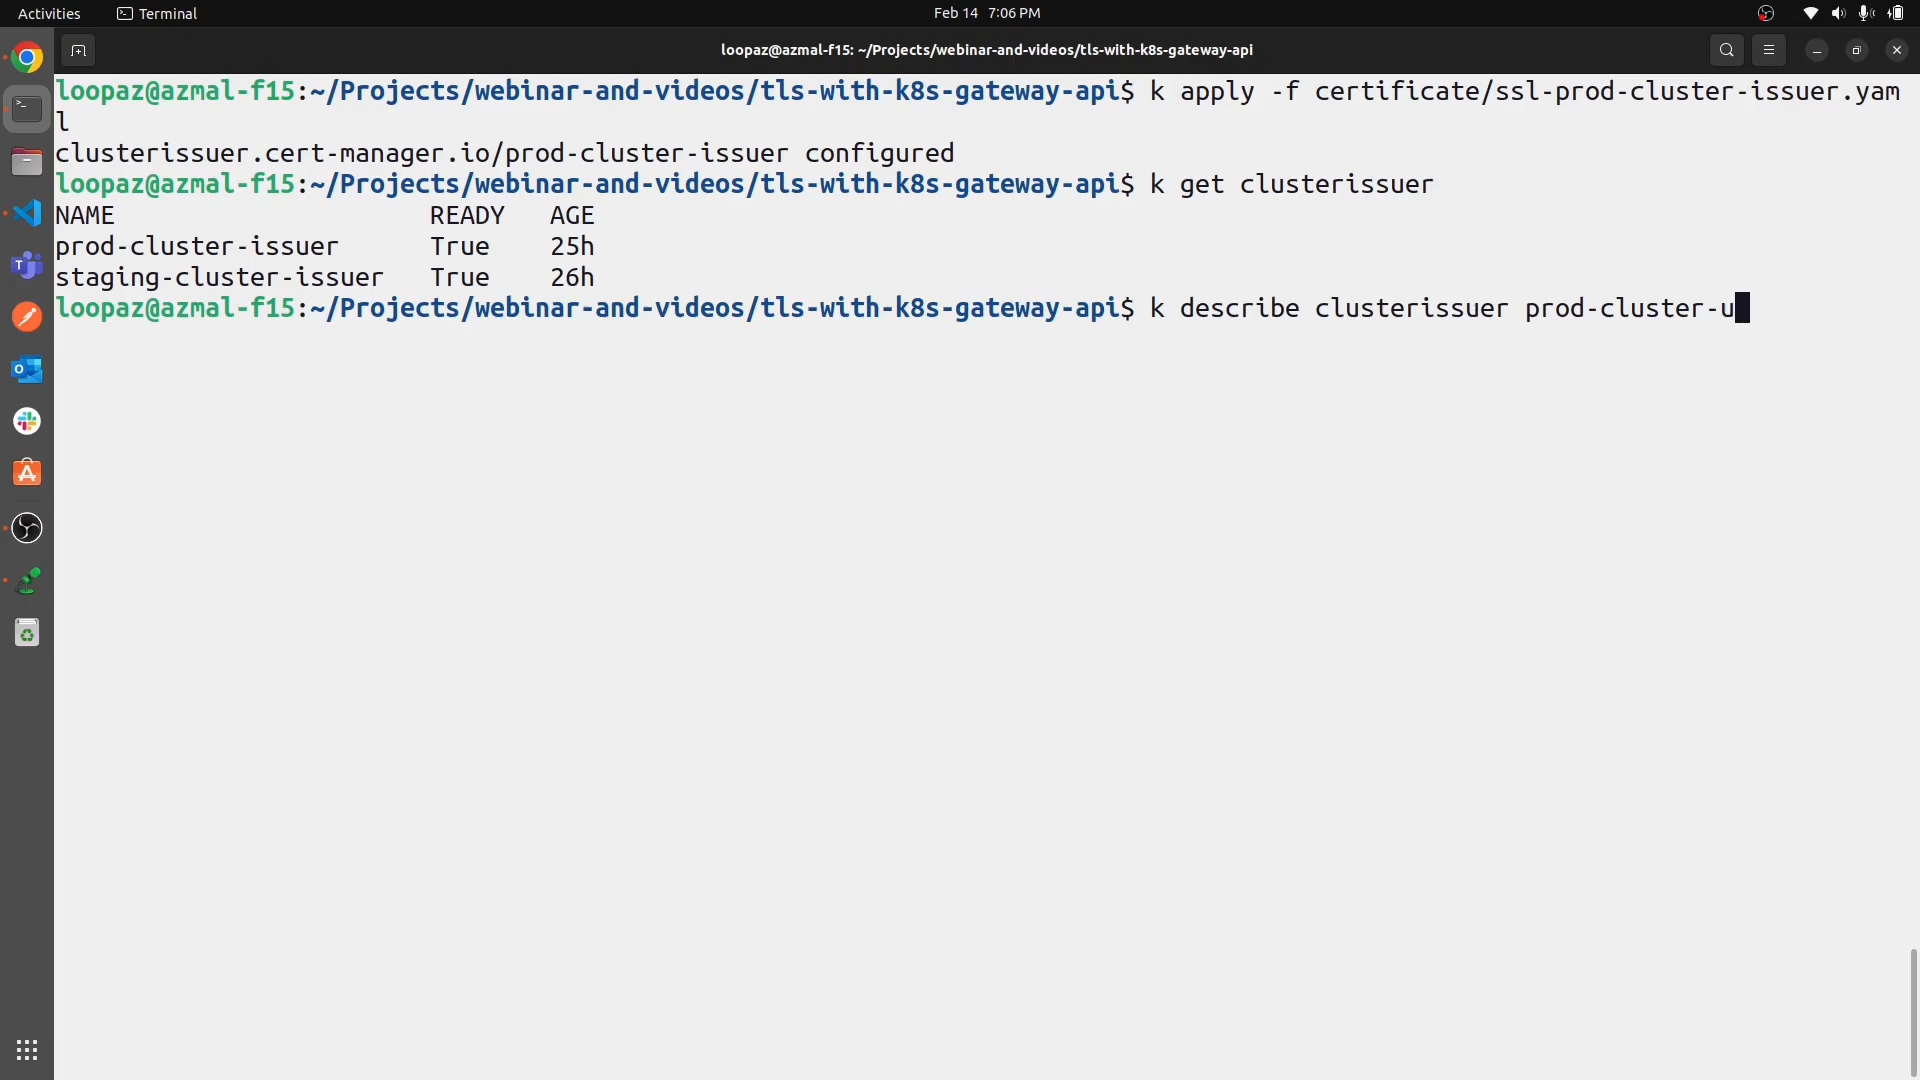 Activities
Terminal
Feb 14 7:06 PM
loopaz@azmal-f15: ~/Projects/webinar-and-videos/tls-with-k8s-gateway-api
loopaz@azmal-f15:~/Projects/webinar-and-videos/tls-with-k8s-gateway-api$ k apply -f certificate/ssl-prod-cluster-issuer.yam
l
clusterissuer.cert-manager.io/prod-cluster-issuer configured
loopaz@azmal-f15:~/Projects/webinar-and-videos/tls-with-k8s-gateway-api$ k get clusterissuer
NAME                     READY   AGE
prod-cluster-issuer      True    25h
staging-cluster-issuer   True    26h
loopaz@azmal-f15:~/Projects/webinar-and-videos/tls-with-k8s-gateway-api$ k describe clusterissuer prod-cluster-u